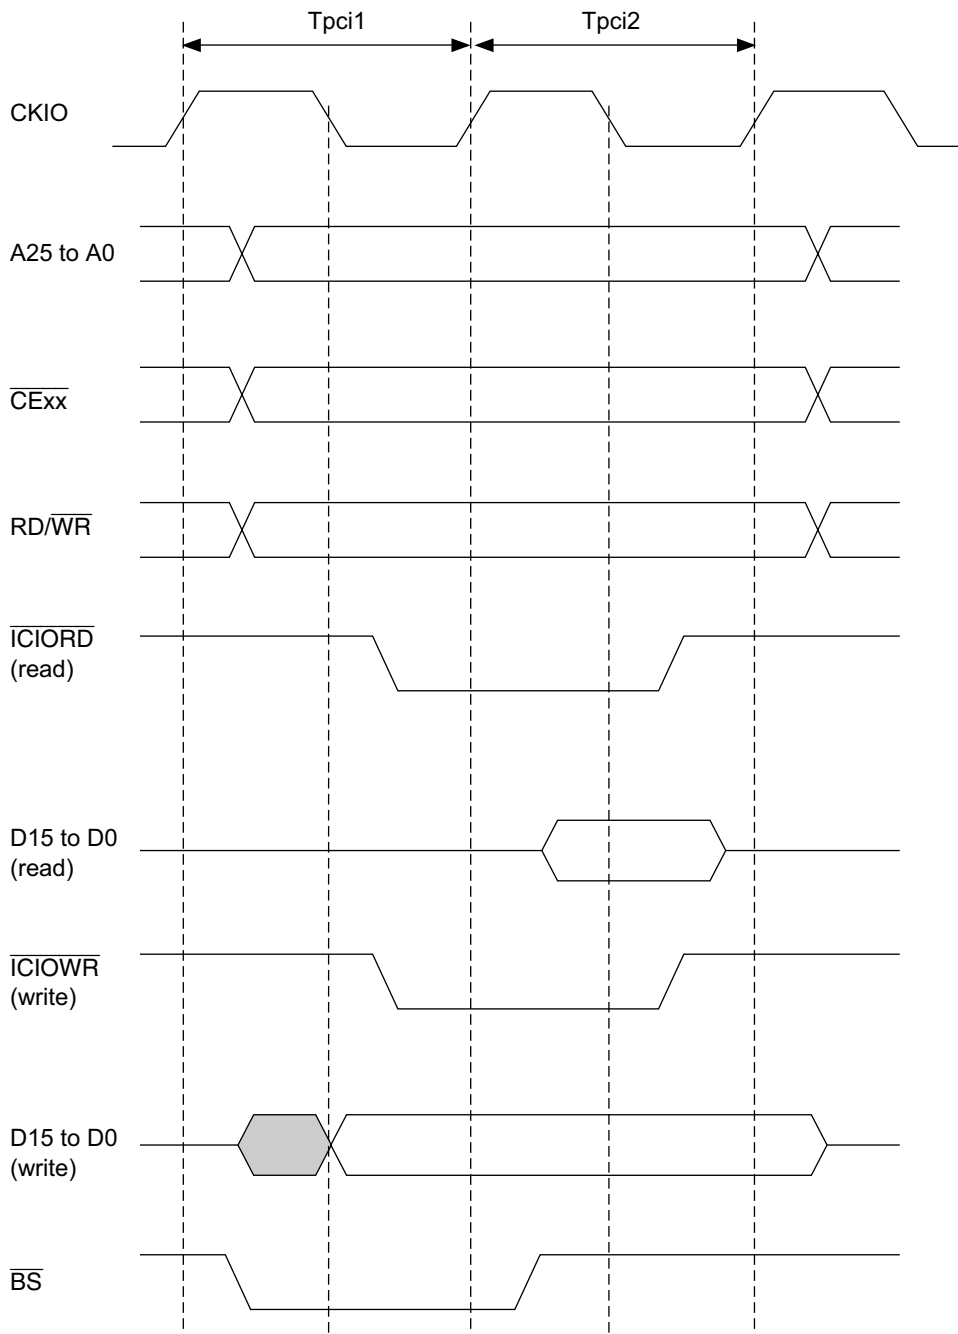 Tpci1 Tpci2
CKIO
A25 to A0
CExx
RD/WR
ICIORD
(read)
D15 to D0
(read)
ICIOWR
(write)
D15 to D0
(write)
BS